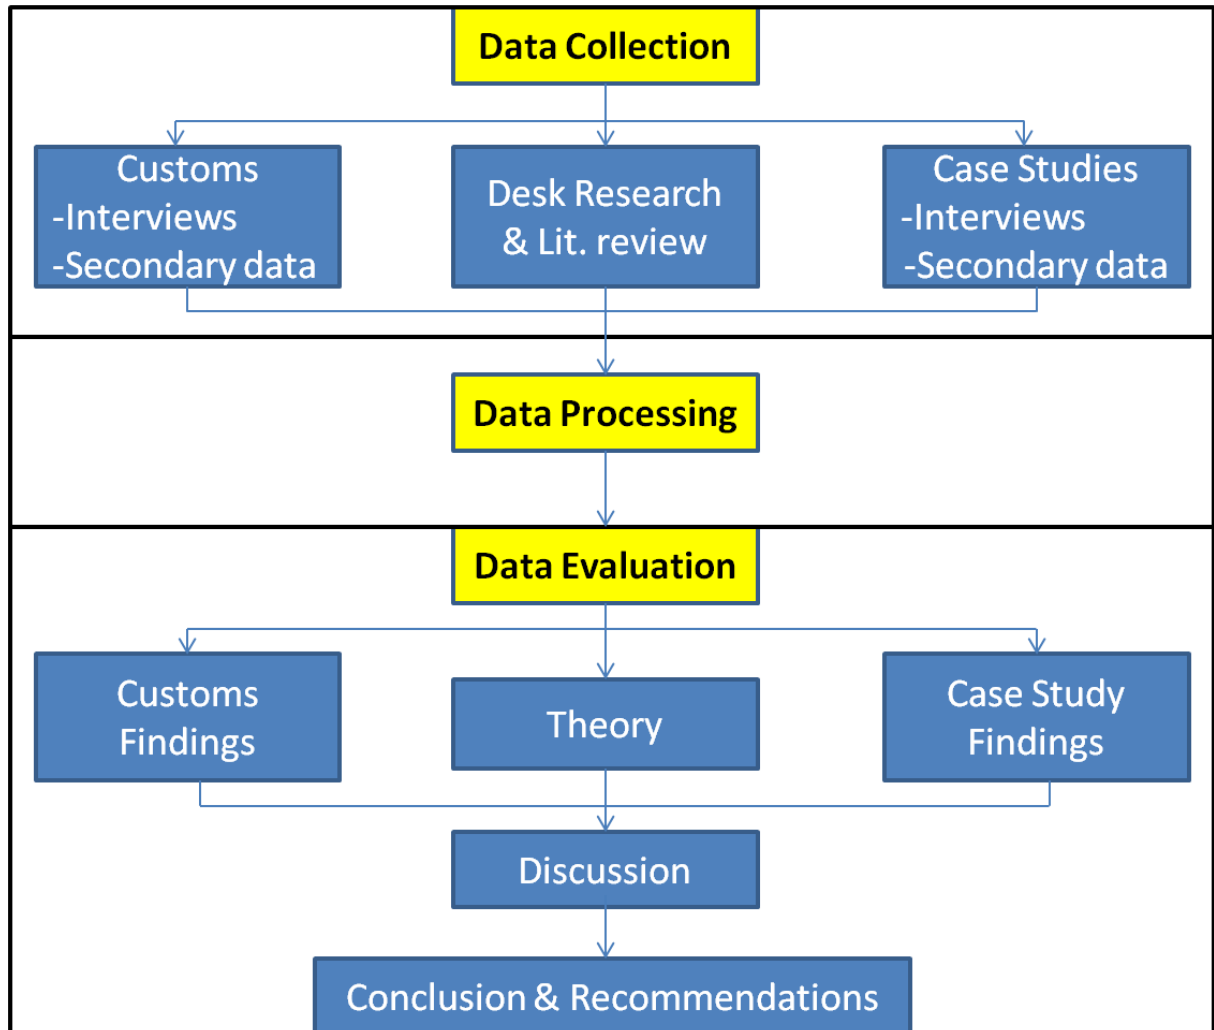 Data Collection
Customs
-Interviews
-Secondary data
Desk Research
& Lit. review
Case Studies
-Interviews
-Secondary data
Data Processing
Data Evaluation
Customs
Findings
Theory
Case Study
Findings
Discussion
Conclusion & Recommendations